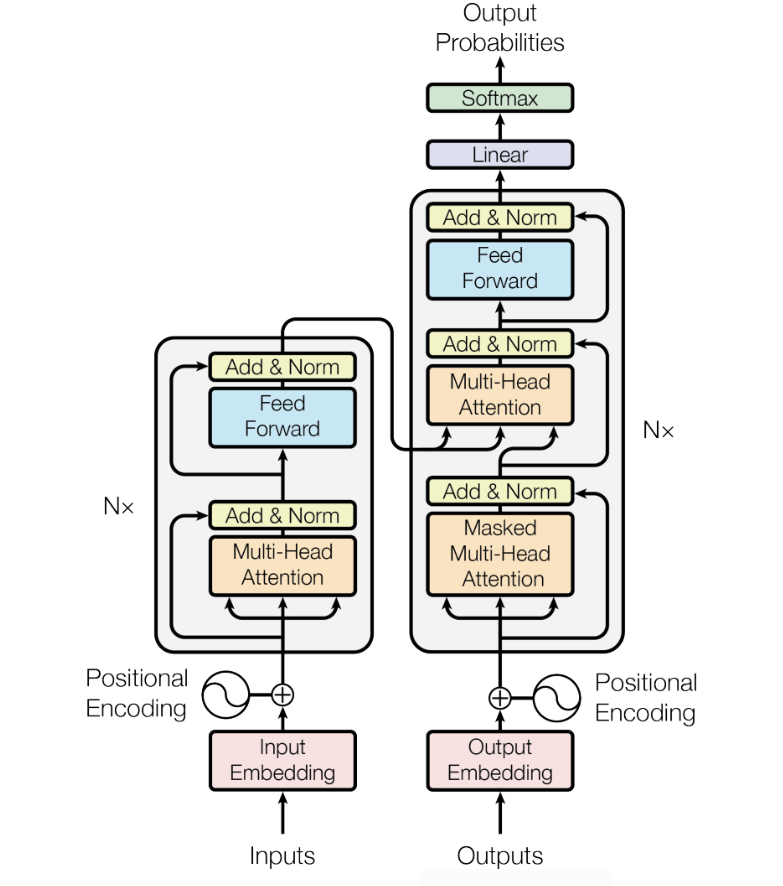 Output
Probabilities
Softmax
Linear
Add & Norm
Feed
Forward
Add & Norm
Multi-Head
Attention
Add & Norm
Masked
Multi-Head
Attention
Nx
Add & Norm
Feed
Forward
Add & Norm
Multi-Head
Attention
Nx
Positional
Encoding
Positional
Encoding
Input
Embedding
Output
Embedding
Inputs
Outputs